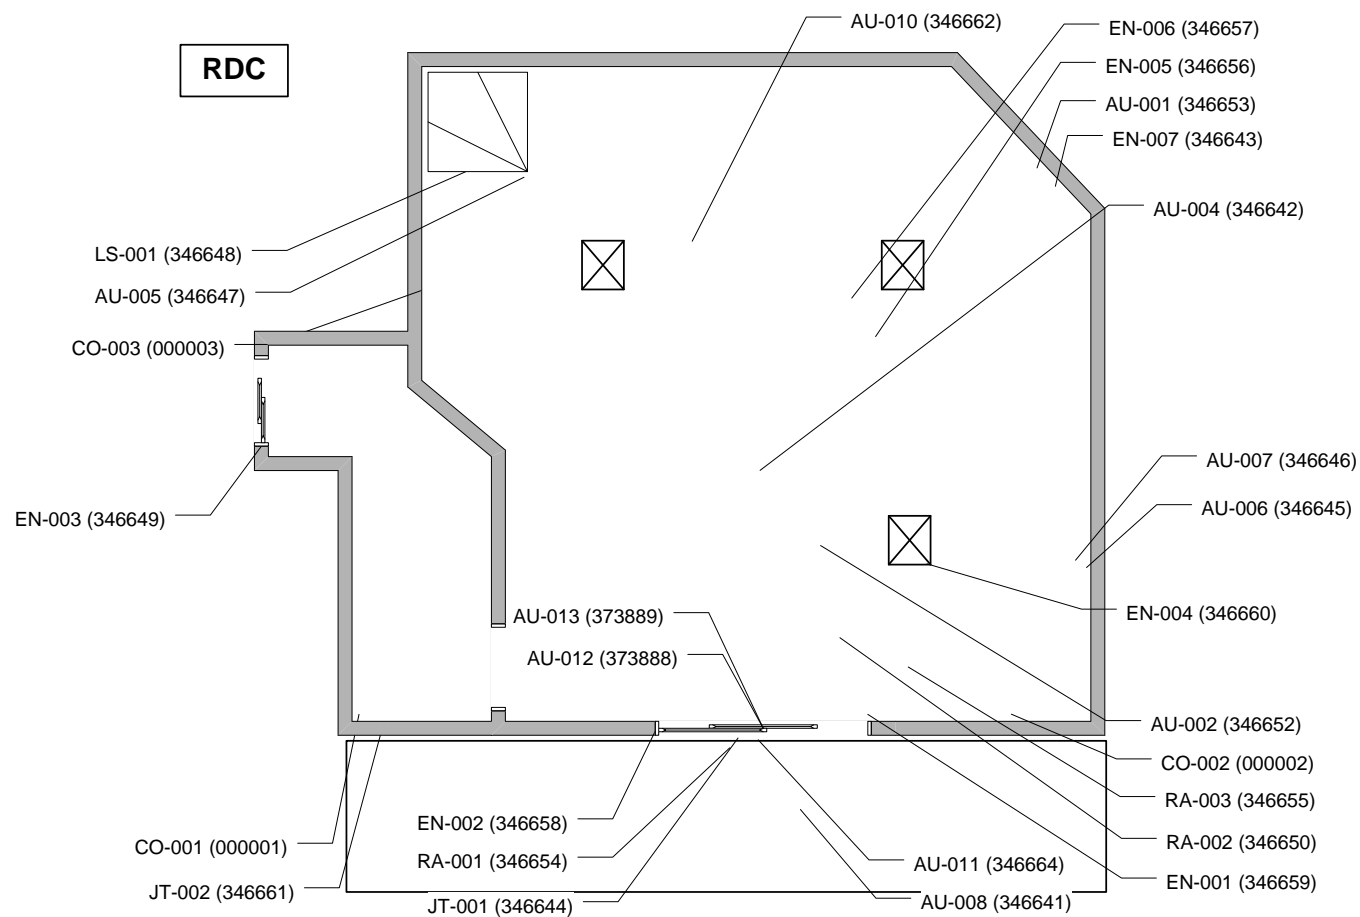 RDC
AU-010 (346662)
EN-006 (346657)
EN-005 (346656)
AU-001 (346653)
EN-007 (346643)
AU-004 (346642)
LS-001 (346648)
AU-005 (346647)
CO-003 (000003)
EN-003 (346649)
AU-007 (346646)
AU-006 (346645)
AU-013 (373889)
EN-004 (346660)
AU-012 (373888)
AU-002 (346652)
CO-002 (000002)
RA-003 (346655)
EN-002 (346658)
RA-002 (346650)
CO-001 (000001)
RA-001 (346654)
AU-011 (346664)
EN-001 (346659)
JT-002 (346661)
JT-001 (346644)
AU-008 (346641)